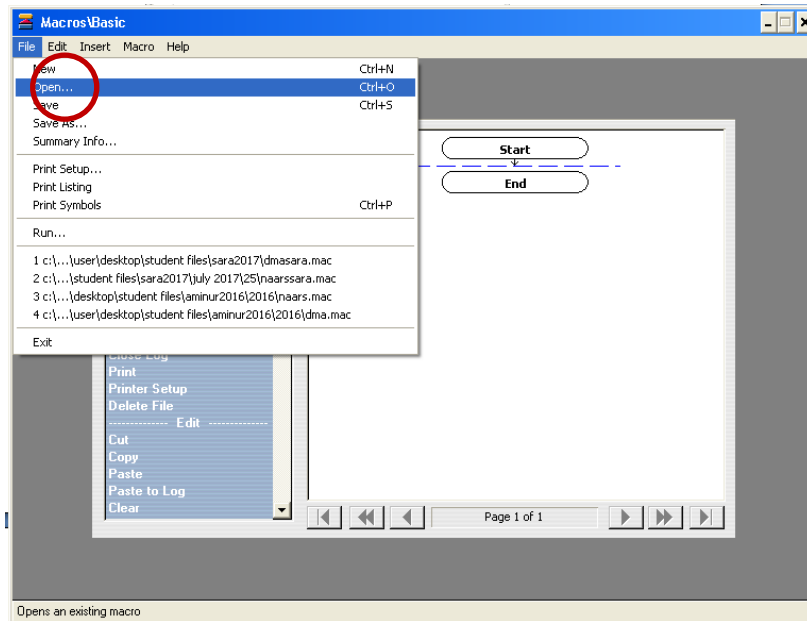 Macros\Basic
File Edit Insert Macro Help
New Ctrl+N
Open... Ctrl+O
Save Ctrl+S
Save As...
Summary Info...
Print Setup...
Print Listing
Print Symbols Ctrl+P
Run...
1 c:\...\user\desktop\student files\sara2017\dmasara.mac
2 c:\...\student files\sara2017\july 2017\25\naarssara.mac
3 c:\...\desktop\student files\aminur2016\2016\naars.mac
4 c:\...\user\desktop\student files\aminur2016\2016\dma.mac
Exit
Start
End
Close Log
Print
Printer Setup
Delete File
-------------- Edit -------------
Cut
Copy
Paste
Paste to Log
Clear
Page 1 of 1
Opens an existing macro